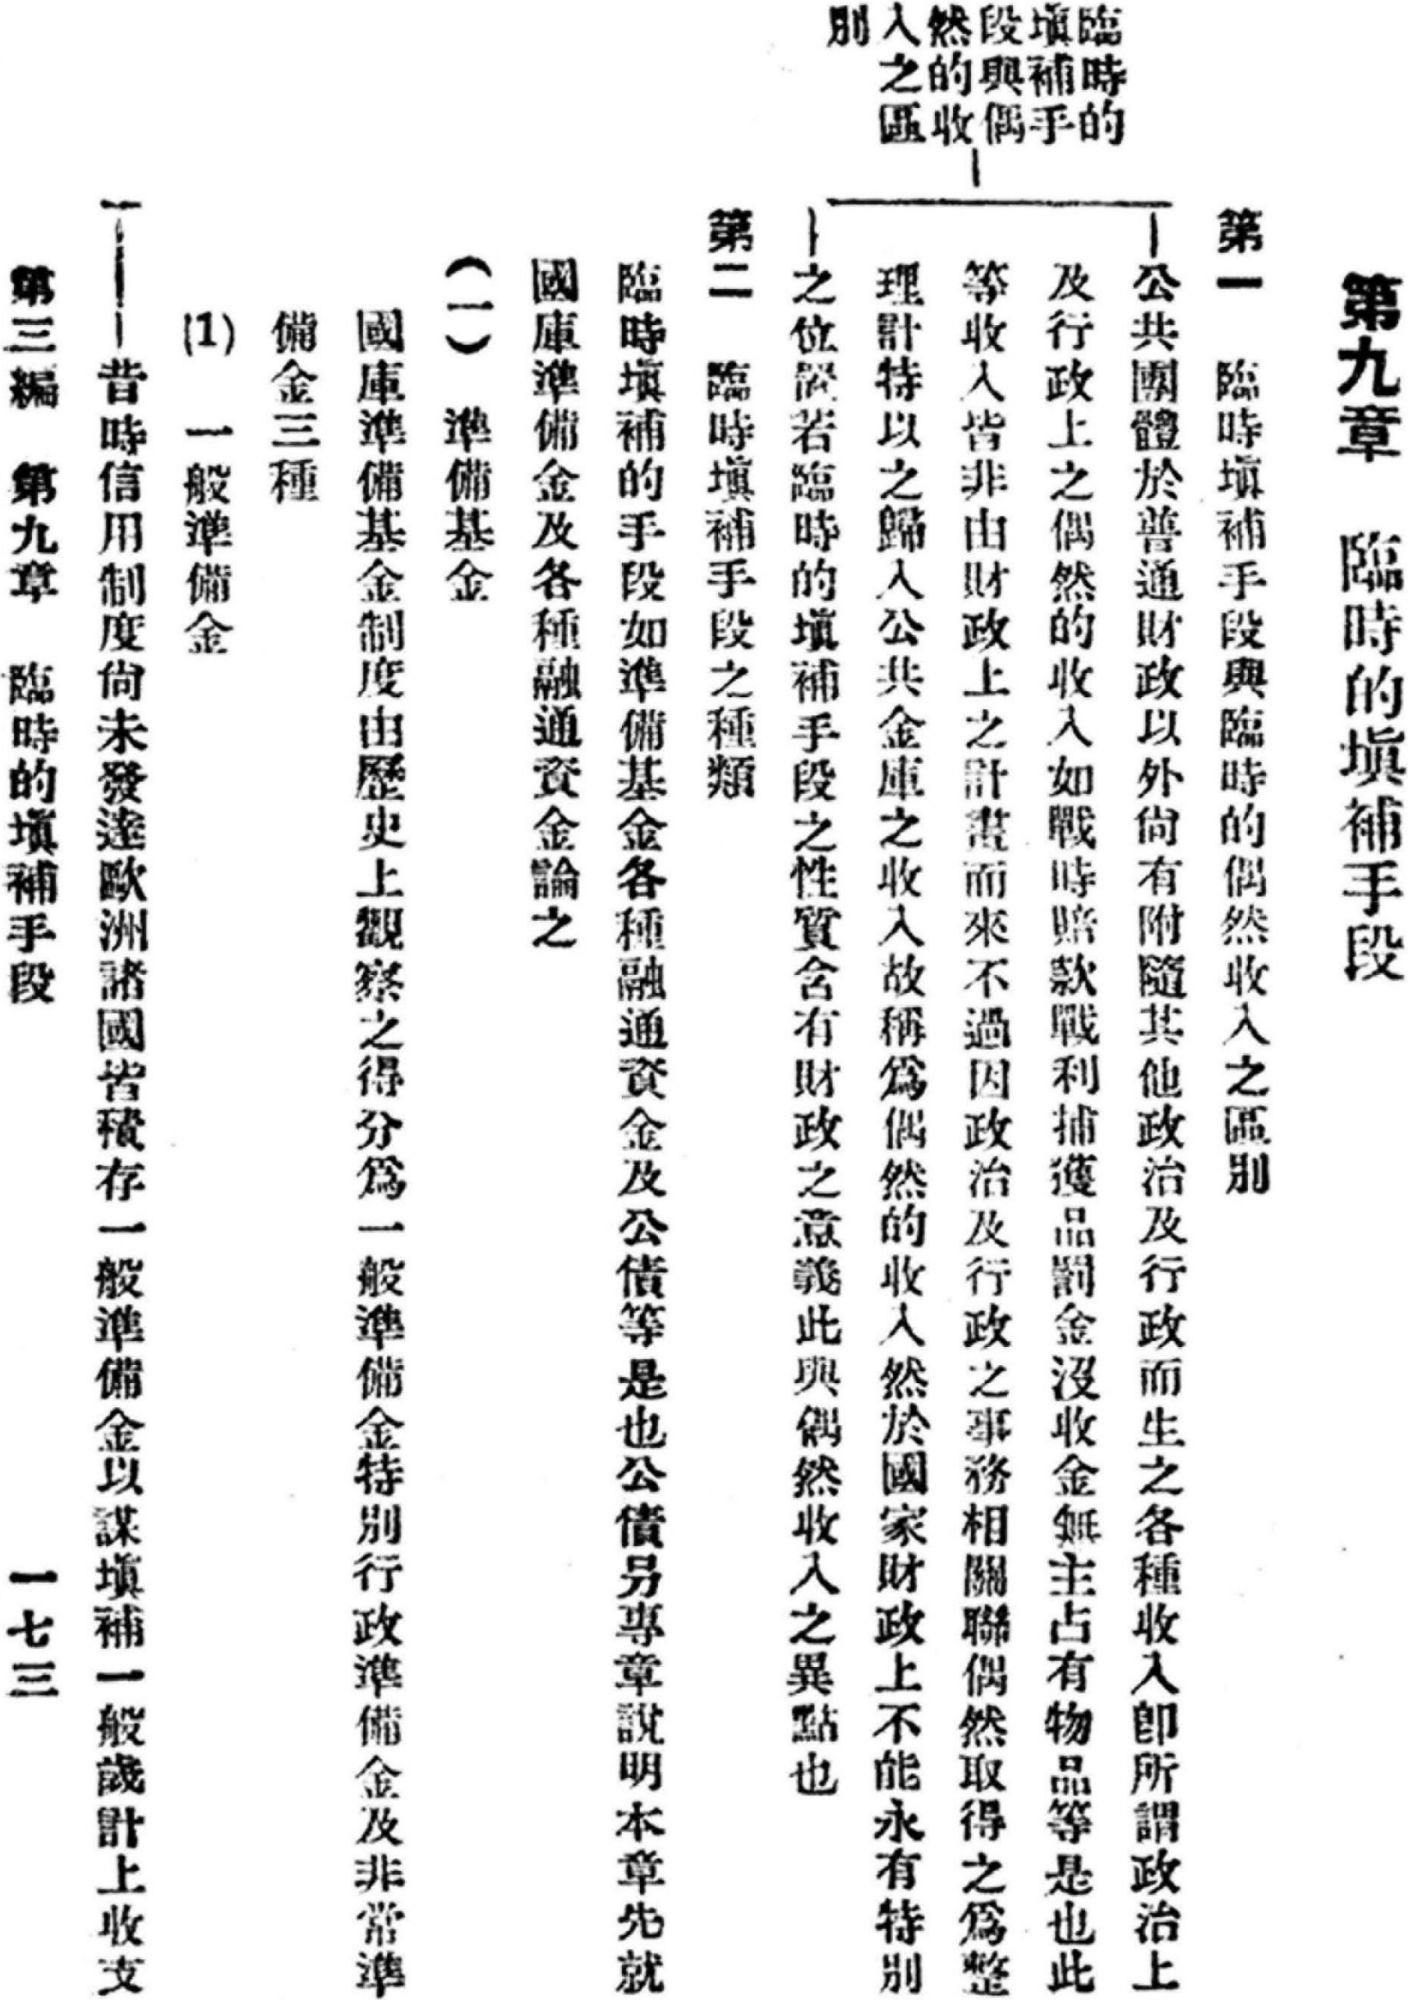 第九章　臨時的塡補手段
第一　臨時塡補手段與臨時的偶然收入之區別
臨時的
塡補手
段與偶
然的收
入之區
別
公共團體於普通財政以外尙有附隨其他政治及行政而生之各種收入卽所謂政治上
及行政上之偶然的收入如戰時賠款戰利捕獲品罰金沒收金無主占有物品等是也此
等收入皆非由財政上之計畫而來不過因政治及行政之事務相關聯偶然取得之爲整
理計特以之歸入公共金庫之收入故稱爲偶然的收入然於國家財政上不能永有特別
之位置若臨時的塡補手段之性質含有財政之意義此與偶然收入之異點也
第二　臨時塡補手段之種類
臨時塡補的手段如準備基金各種融通資金及公債等是也公債另專章說明本章先就
國庫準備金及各種融通資金論之
(一)　準備基金
國庫準備基金制度由歷史上觀察之得分爲一般準備金特別行政準備金及非常準
備金三種
(1)　一般準備金
昔時信用制度尙未發達歐洲諸國皆積存一般準備金以謀塡補一般歲計上收支
第三編　第九章　臨時的塡補手段　一七三